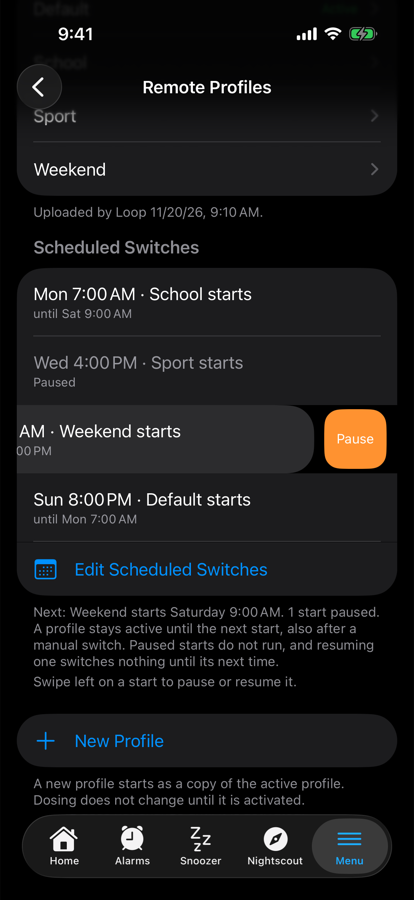 Default
9:41
School
Remote Profiles
Sport
Weekend
Uploaded by Loop 11/20/26, 9:10 AM.
Scheduled Switches
Mon 7:00 AM · School starts
until Sat 9:00 AM
Wed 4:00 PM · Sport starts
Paused
AM · Weekend starts
00 PM
Pause
Sun 8:00 PM · Default starts
until Mon 7:00 AM
Edit Scheduled Switches
Next: Weekend starts Saturday 9:00 AM. 1 start paused.
A profile stays active until the next start, also after a
manual switch. Paused starts do not run, and resuming
one switches nothing until its next time.
Swipe left on a start to pause or resume it.
New Profile
A new profile starts as a copy of the active profile.
Dosing does not change until it is activated.
Home
Alarms
Snoozer
Nightscout
Menu